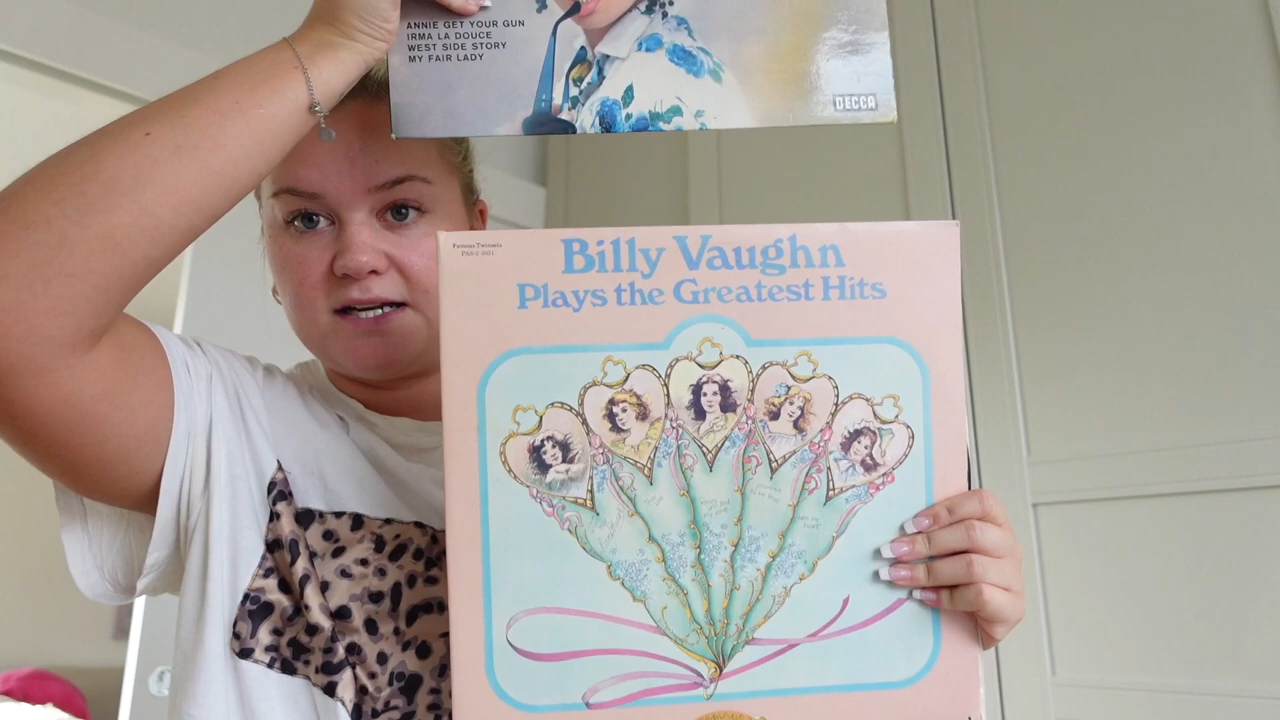 ANNIE GET YOUR GUN
IRMA LA DOUCE
WEST SIDE STORY
MY FAIR LADY
DECCA
Famous Twinsets
PAS-2-1031
Billy Vaughn
Plays the Greatest Hits